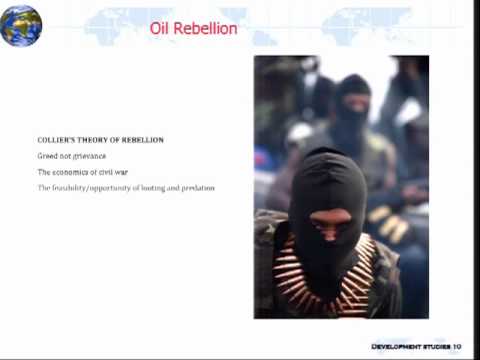 Oil Rebellion
COLLIER'S THEORY OF REBELLION
Greed not grievance
The economics of civil war
The feasibility/opportunity of looting and predation
DEVELOPMENT STUDIES 10